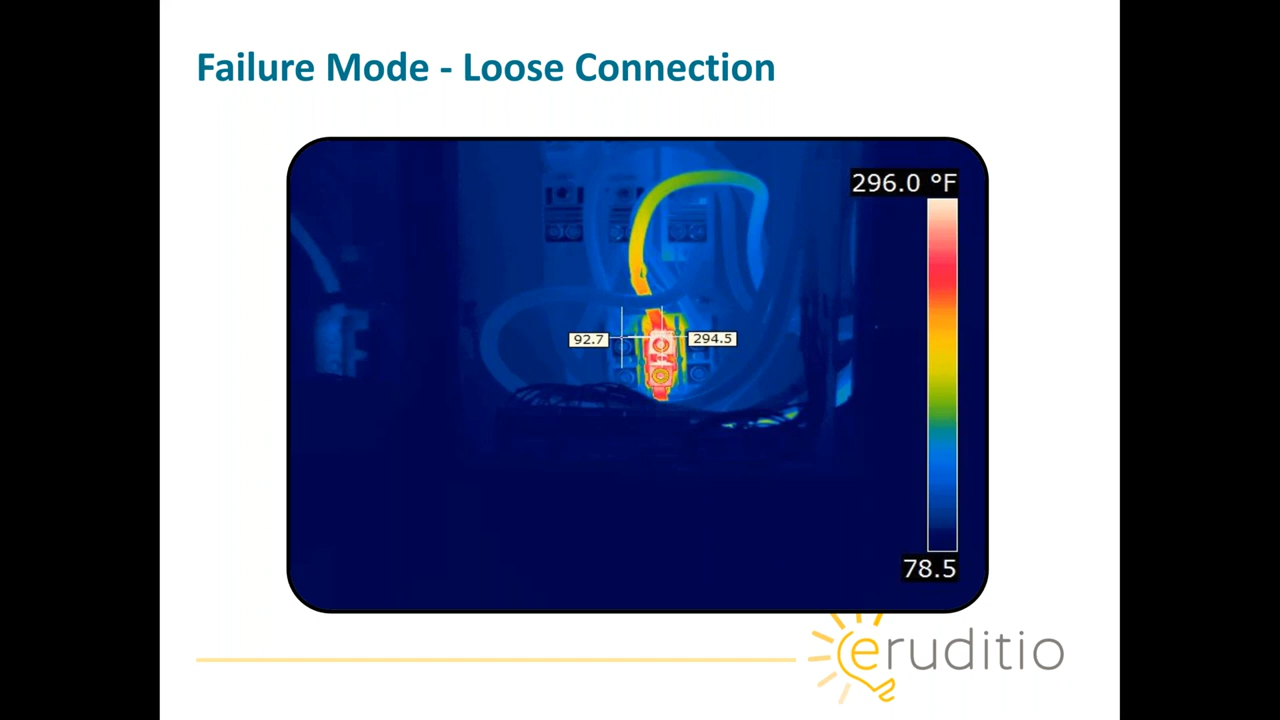 Failure Mode - Loose Connection
296.0 °F
92.7
294.5
78.5
eruditio